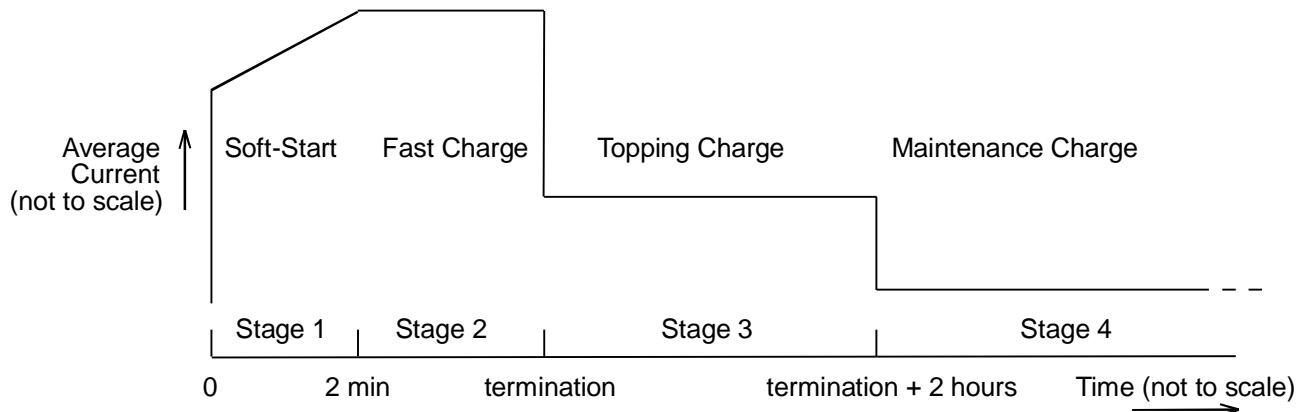 Average
Current
(not to scale)
Soft-Start
Fast Charge
Topping Charge
Maintenance Charge
Stage 1
Stage 2
Stage 3
Stage 4
0
2 min
termination
termination + 2 hours
Time (not to scale)